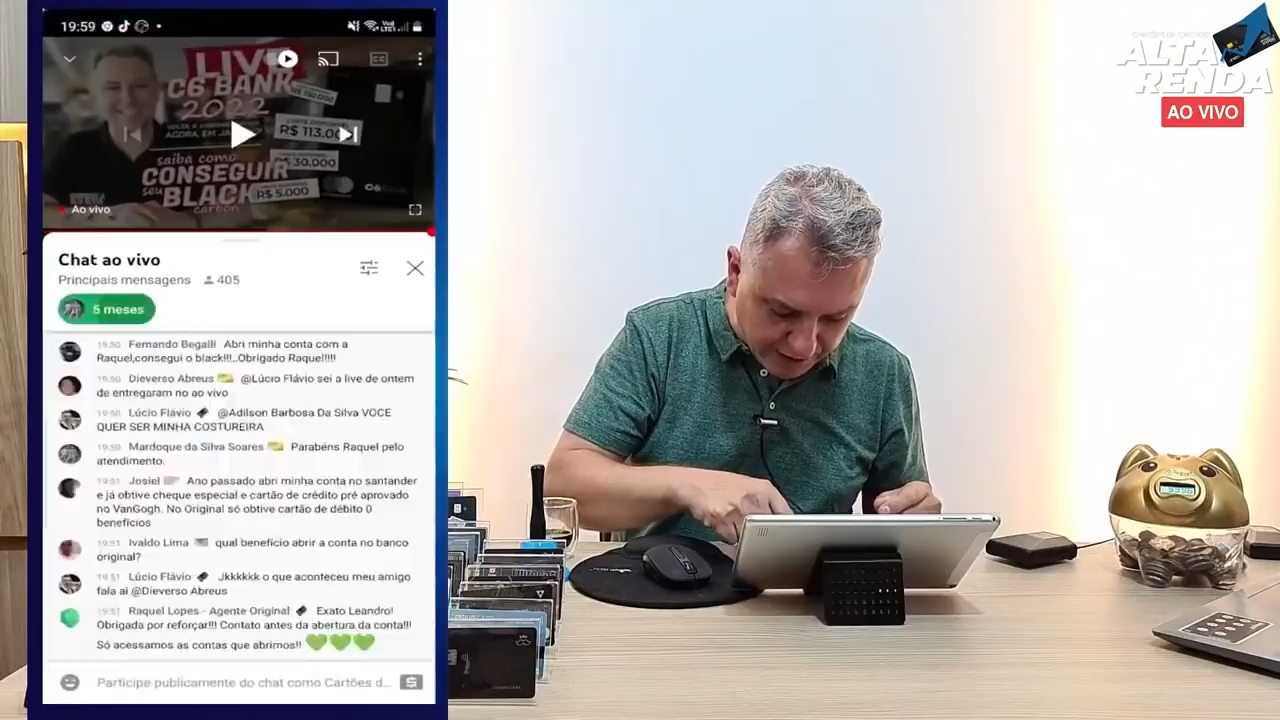 19:59
LIVE
C6 BANK
2022
AGORA, EM
R$ 113.0
R$ 30,000
R$ 5.000
saiba como
CONSEGUIR
seu BLACK
carbon
C6
Ao vivo
Chat ao vivo
Principais mensagens 405
5 meses
19:50 Fernando Begalli Abri minha conta com a
Raquel,consegui o black!!!..Obrigado Raquel!!!!
19:50 Dieverso Abreus @Lúcio Flávio sei a live de ontem
de entregaram no ao vivo
19:50 Lúcio Flávio @Adilson Barbosa Da Silva VOCE
QUER SER MINHA COSTUREIRA
19:50 Mardoque da Silva Soares Parabéns Raquel pelo
atendimento.
19:51 Josiel Ano passado abri minha conta no santander
e já obtive cheque especial e cartão de crédito pré aprovado
no VanGogh. No Original só obtive cartão de débito 0
benefícios
19:51 Ivaldo Lima qual benefício abrir a conta no banco
original?
19:51 Lúcio Flávio Jkkkkkk o que aconteceu meu amigo
fala aí @Dieverso Abreus
19:51 Raquel Lopes - Agente Original Exato Leandro!
Obrigada por reforçar!!! Contato antes da abertura da conta!!!
Só acessamos as contas que abrimos!! 💚💚💚
Participe publicamente do chat como Cartões d...
CARTÕES DE CRÉDITO
ALTA
RENDA
AO VIVO